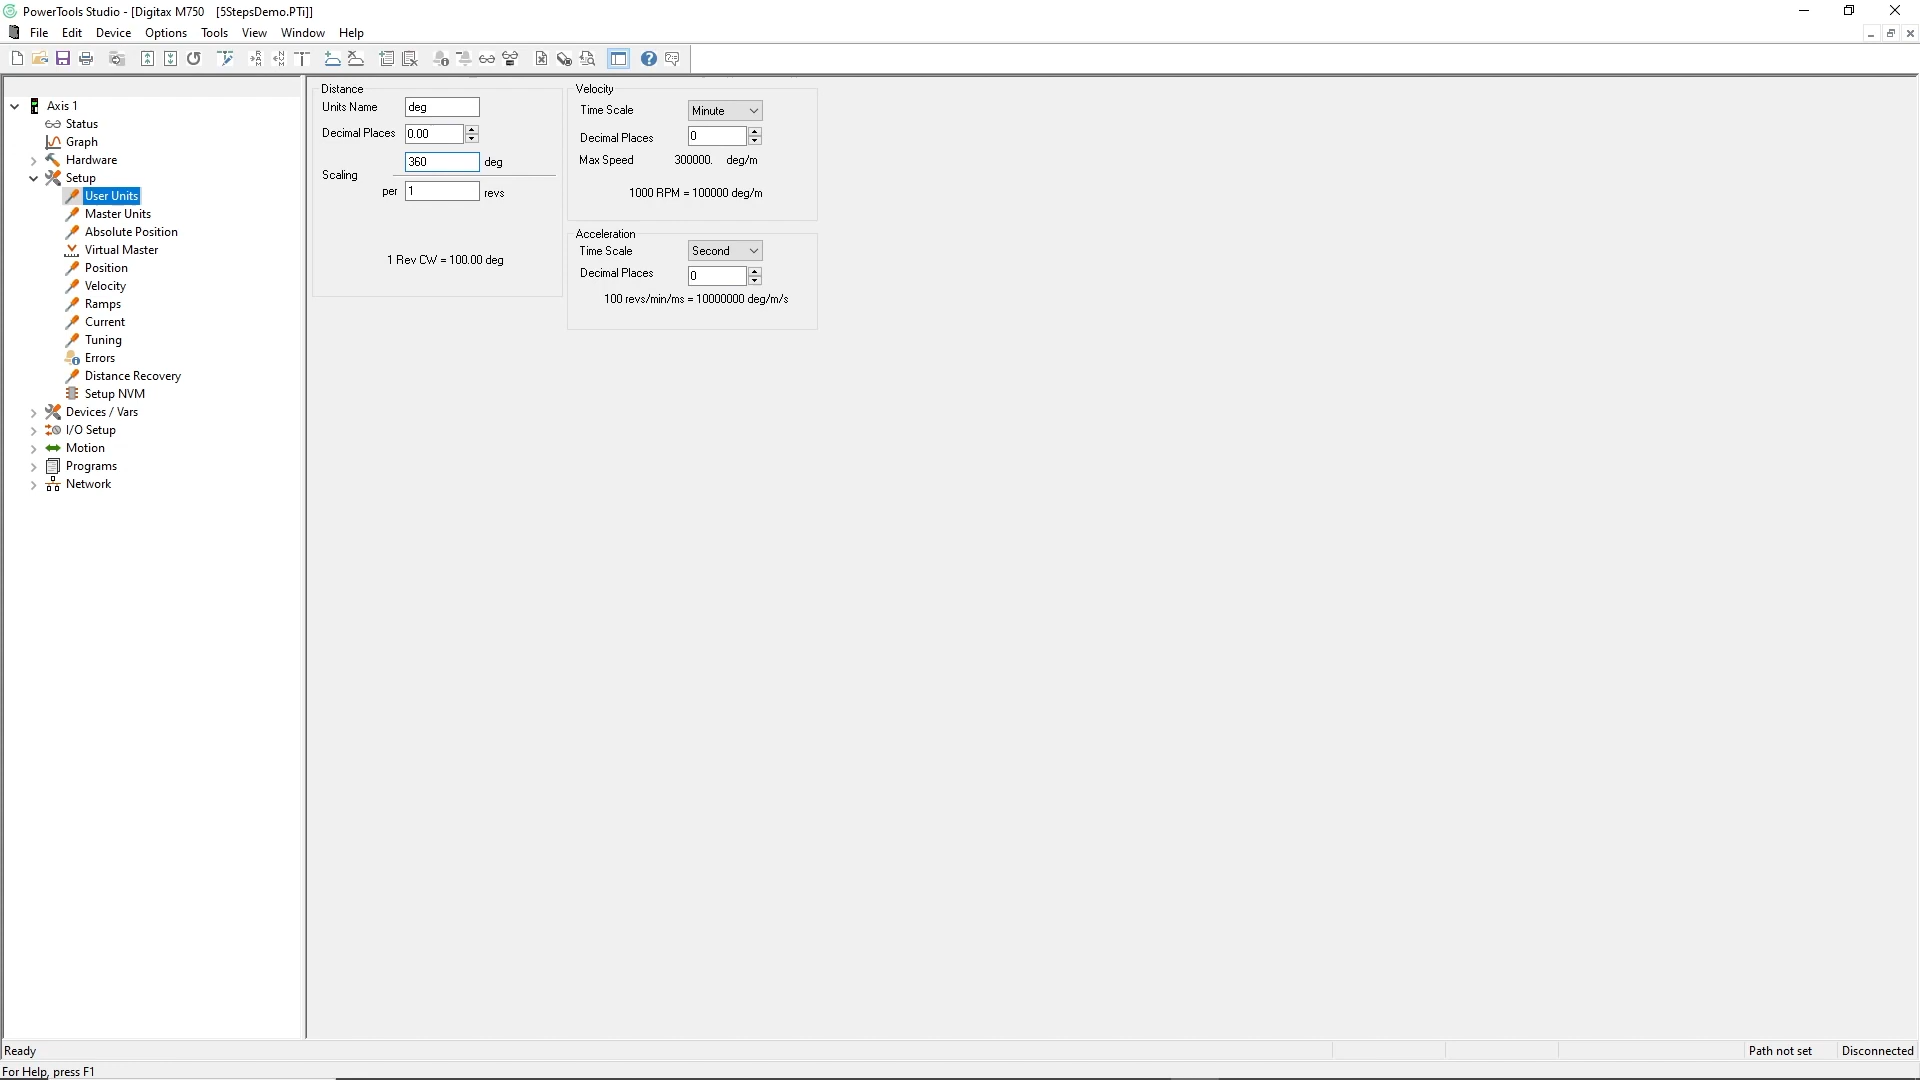 PowerTools Studio - [Digitax M750   [5StepsDemo.PTi]]
File Edit Device Options Tools View Window Help
Axis 1
Status
Graph
Hardware
Setup
User Units
Master Units
Absolute Position
Virtual Master
Position
Velocity
Ramps
Current
Tuning
Errors
Distance Recovery
Setup NVM
Devices / Vars
I/O Setup
Motion
Programs
Network
Distance
Units Name deg
Decimal Places 0.00
360 deg
Scaling
per 1 revs
1 Rev CW = 100.00 deg
Velocity
Time Scale Minute
Decimal Places 0
Max Speed 300000. deg/m
1000 RPM = 100000 deg/m
Acceleration
Time Scale Second
Decimal Places 0
100 revs/min/ms = 10000000 deg/m/s
Ready Path not set Disconnected
For Help, press F1